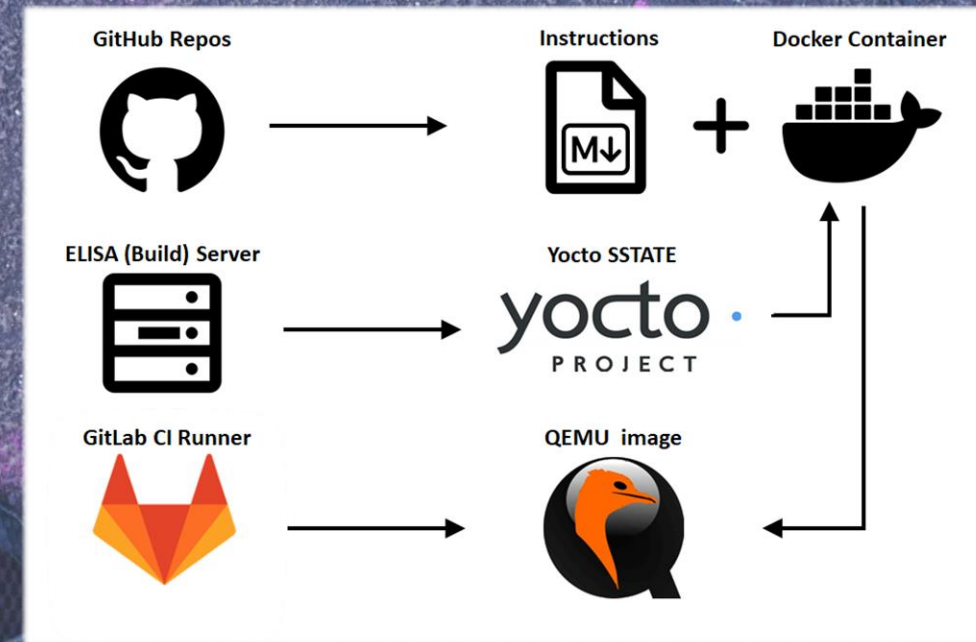 GitHub Repos
Instructions
Docker Container
M
ELISA (Build) Server
Yocto SSTATE
yocto
PROJECT
GitLab CI Runner
QEMU image